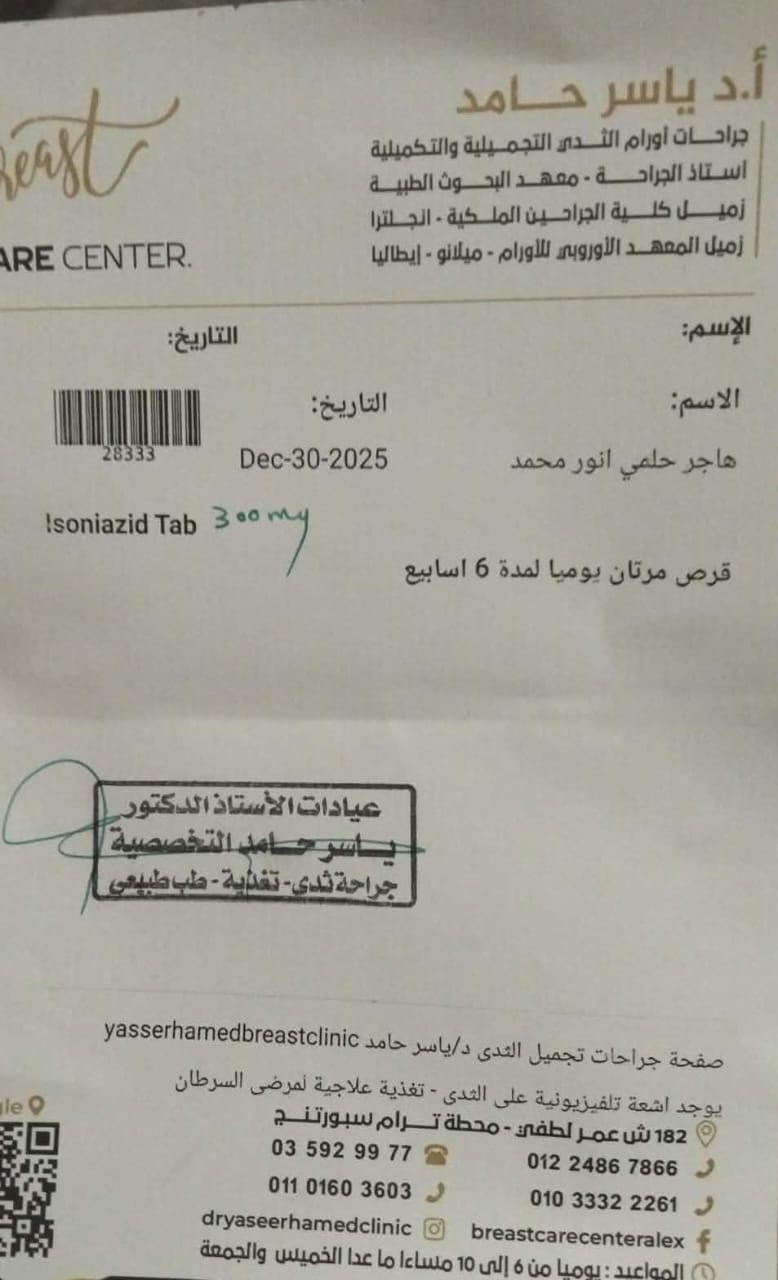 أ.د ياسر حامد
جراحات أورام الثدي التجميلية والتكميلية
أستاذ الجراحة - معهد البحوث الطبية
زميل كلية الجراحين الملكية - انجلترا
زميل المعهد الأوروبي للأورام - ميلانو - إيطاليا
reast
ARE CENTER.
الإسم: التاريخ:
الاسم: التاريخ:
هاجر حلمي انور محمد Dec-30-2025
28333
Isoniazid Tab 300 mg
قرص مرتان يوميا لمدة 6 اسابيع
عيادات الأستاذ الدكتور
ياسر حامد التخصصية
جراحة ثدي - تغذية - طب طبيعي
صفحة جراحات تجميل الثدى د/ياسر حامد yasserhamedbreastclinic
يوجد اشعة تلفيزيونية على الثدى - تغذية علاجية لمرضى السرطان
182 ش عمر لطفي - محطة ترام سبورتنج
012 2486 7866 03 592 99 77
010 3332 2261 011 0160 3603
breastcarecenteralex dryaseerhamedclinic
المواعيد : يوميا من 6 إلى 10 مساءا ما عدا الخميس والجمعة